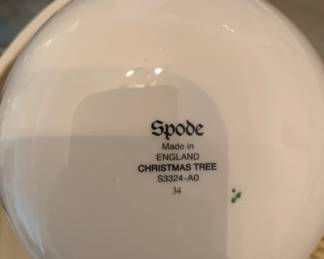 Spode
Made in
ENGLAND
CHRISTMAS TREE
S3324-A0
34